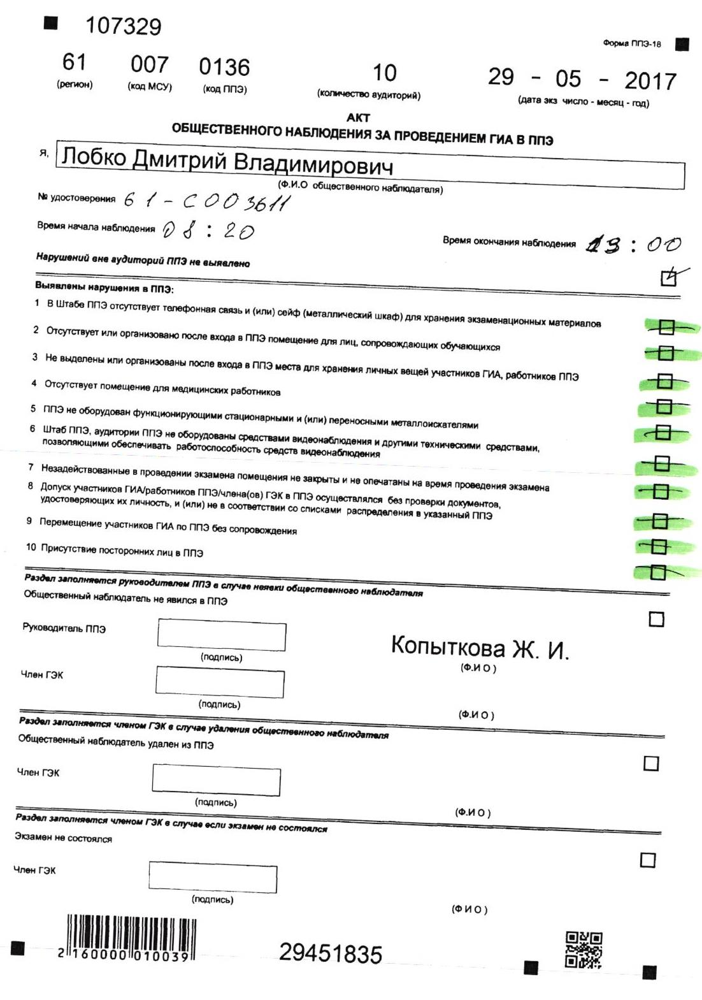 107329
Форма ППЭ-18
61 007 0136 10 29 - 05 - 2017
(регион) (код МСУ) (код ППЭ) (количество аудиторий) (дата экз число - месяц - год)
АКТ
ОБЩЕСТВЕННОГО НАБЛЮДЕНИЯ ЗА ПРОВЕДЕНИЕМ ГИА В ППЭ
Я, Лобко Дмитрий Владимирович
(Ф.И.О общественного наблюдателя)
№ удостоверения 61-С003611
Время начала наблюдения 08:20 Время окончания наблюдения 13:00
Нарушений вне аудиторий ППЭ не выявлено
Выявлены нарушения в ППЭ:
1 В Штабе ППЭ отсутствует телефонная связь и (или) сейф (металлический шкаф) для хранения экзаменационных материалов
2 Отсутствует или организовано после входа в ППЭ помещение для лиц, сопровождающих обучающихся
3 Не выделены или организованы после входа в ППЭ места для хранения личных вещей участников ГИА, работников ППЭ
4 Отсутствует помещение для медицинских работников
5 ППЭ не оборудован функционирующими стационарными и (или) переносными металлоискателями
6 Штаб ППЭ, аудитории ППЭ не оборудованы средствами видеонаблюдения и другими техническими средствами,
позволяющими обеспечивать работоспособность средств видеонаблюдения
7 Незадействованные в проведении экзамена помещения не закрыты и не опечатаны на время проведения экзамена
8 Допуск участников ГИА/работников ППЭ/члена(ов) ГЭК в ППЭ осуществлялся без проверки документов,
удостоверяющих их личность, и (или) не в соответствии со списками распределения в указанный ППЭ
9 Перемещение участников ГИА по ППЭ без сопровождения
10 Присутствие посторонних лиц в ППЭ
Раздел заполняется руководителем ППЭ в случае неявки общественного наблюдателя
Общественный наблюдатель не явился в ППЭ
Руководитель ППЭ Копыткова Ж. И.
(подпись) (Ф.И О )
Член ГЭК
(подпись) (Ф.И О )
Раздел заполняется членом ГЭК в случае удаления общественного наблюдателя
Общественный наблюдатель удален из ППЭ
Член ГЭК
(подпись) (Ф.И О )
Раздел заполняется членом ГЭК в случае если экзамен не состоялся
Экзамен не состоялся
Член ГЭК
(подпись) (Ф И О )
2 160000 010039 29451835